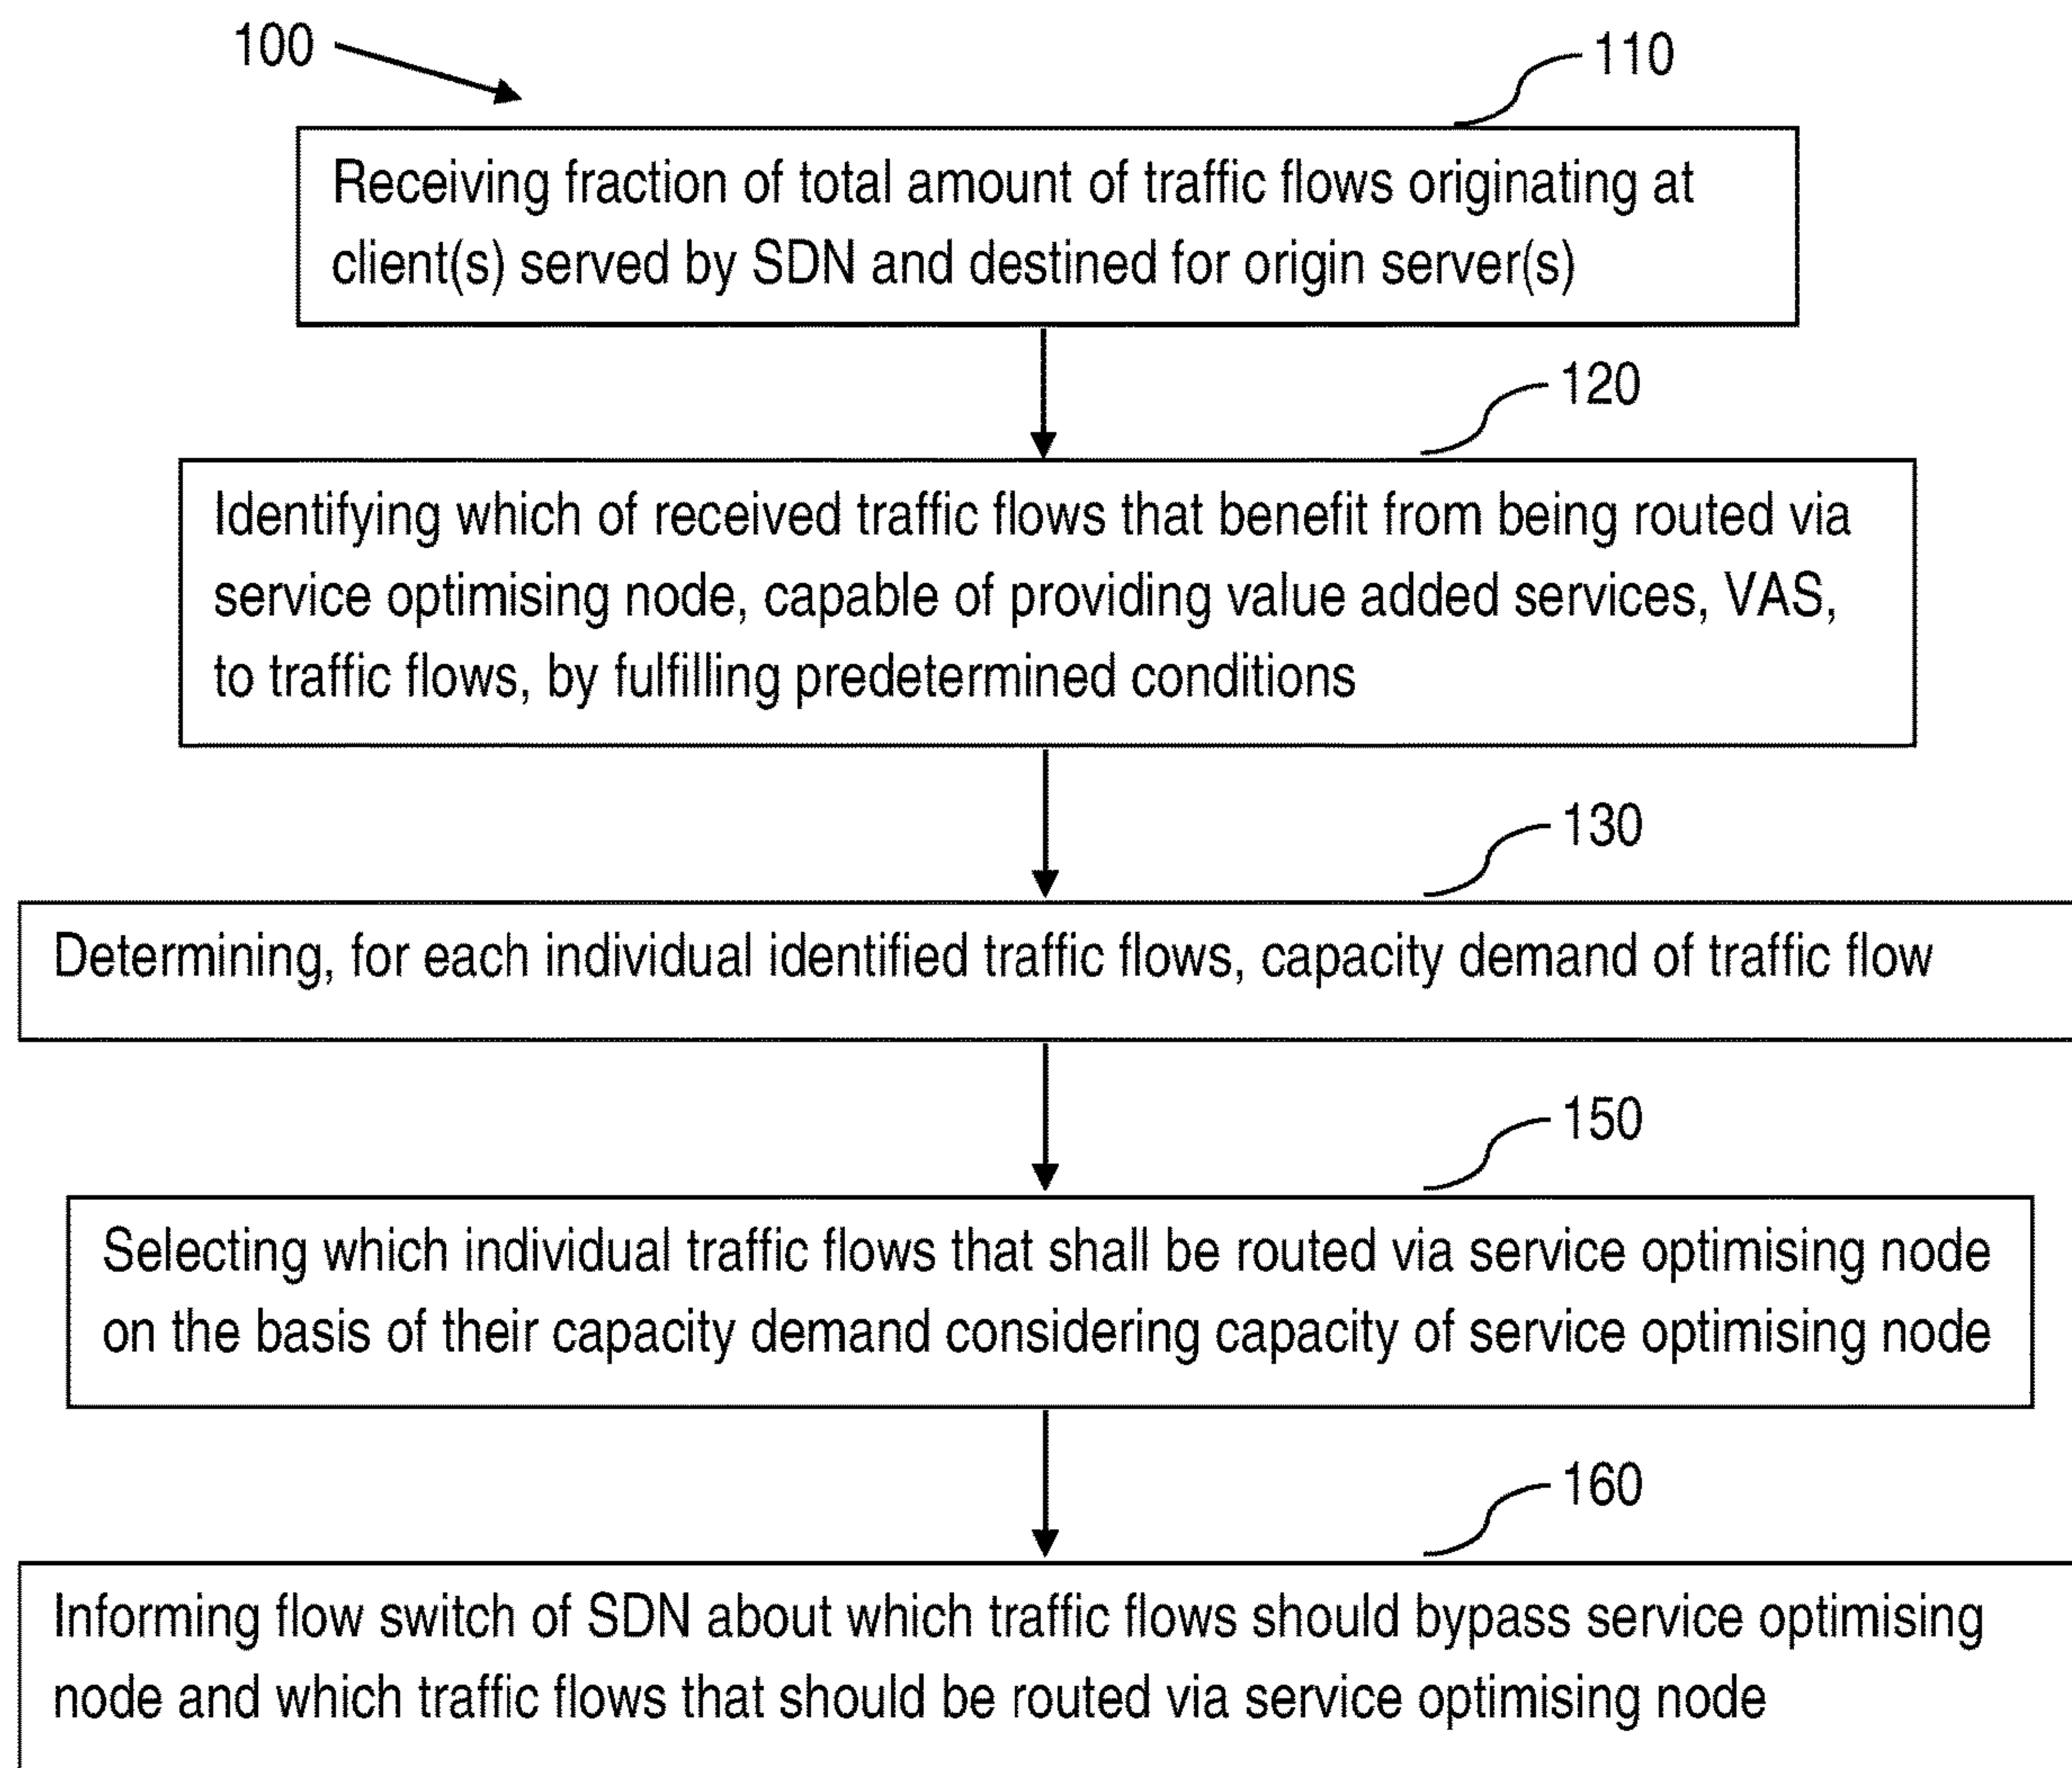 100
110
Receiving fraction of total amount of traffic flows originating at
client(s) served by SDN and destined for origin server(s)
120
Identifying which of received traffic flows that benefit from being routed via
service optimising node, capable of providing value added services, VAS,
to traffic flows, by fulfilling predetermined conditions
130
Determining, for each individual identified traffic flows, capacity demand of traffic flow
150
Selecting which individual traffic flows that shall be routed via service optimising node
on the basis of their capacity demand considering capacity of service optimising node
160
Informing flow switch of SDN about which traffic flows should bypass service optimising
node and which traffic flows that should be routed via service optimising node